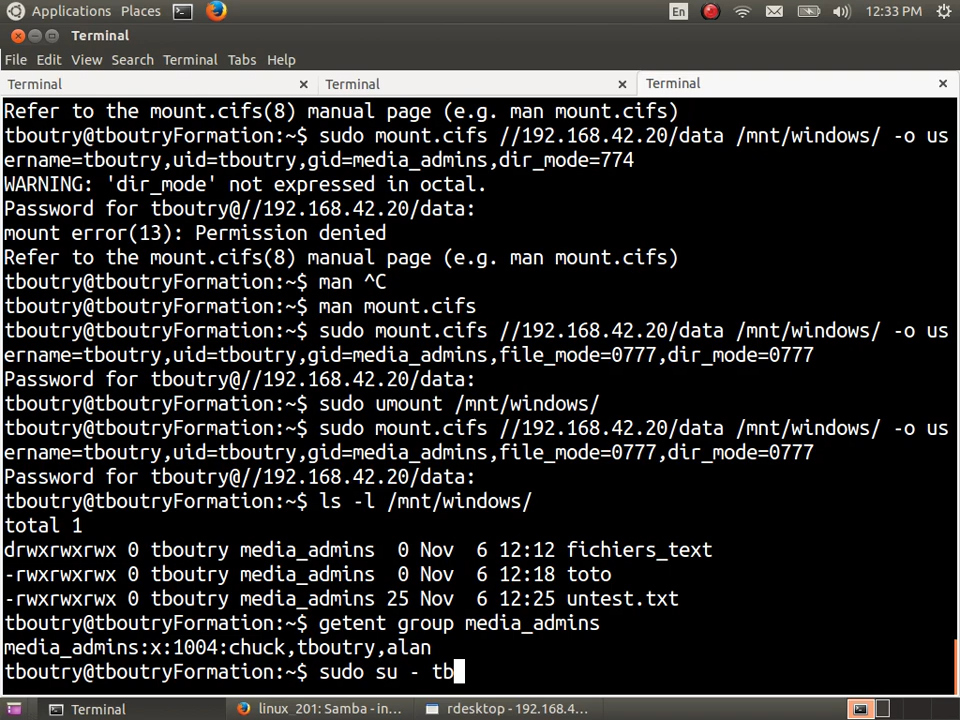 Applications Places En 12:33 PM
Terminal
File Edit View Search Terminal Tabs Help
Terminal Terminal Terminal
Refer to the mount.cifs(8) manual page (e.g. man mount.cifs)
tboutry@tboutryFormation:~$ sudo mount.cifs //192.168.42.20/data /mnt/windows/ -o us
ername=tboutry,uid=tboutry,gid=media_admins,dir_mode=774
WARNING: 'dir_mode' not expressed in octal.
Password for tboutry@//192.168.42.20/data:
mount error(13): Permission denied
Refer to the mount.cifs(8) manual page (e.g. man mount.cifs)
tboutry@tboutryFormation:~$ man ^C
tboutry@tboutryFormation:~$ man mount.cifs
tboutry@tboutryFormation:~$ sudo mount.cifs //192.168.42.20/data /mnt/windows/ -o us
ername=tboutry,uid=tboutry,gid=media_admins,file_mode=0777,dir_mode=0777
Password for tboutry@//192.168.42.20/data:
tboutry@tboutryFormation:~$ sudo umount /mnt/windows/
tboutry@tboutryFormation:~$ sudo mount.cifs //192.168.42.20/data /mnt/windows/ -o us
ername=tboutry,uid=tboutry,gid=media_admins,file_mode=0777,dir_mode=0777
Password for tboutry@//192.168.42.20/data:
tboutry@tboutryFormation:~$ ls -l /mnt/windows/
total 1
drwxrwxrwx 0 tboutry media_admins  0 Nov  6 12:12 fichiers_text
-rwxrwxrwx 0 tboutry media_admins  0 Nov  6 12:18 toto
-rwxrwxrwx 0 tboutry media_admins 25 Nov  6 12:25 untest.txt
tboutry@tboutryFormation:~$ getent group media_admins
media_admins:x:1004:chuck,tboutry,alan
tboutry@tboutryFormation:~$ sudo su - tb
Terminal linux_201: Samba - in... rdesktop - 192.168.4...